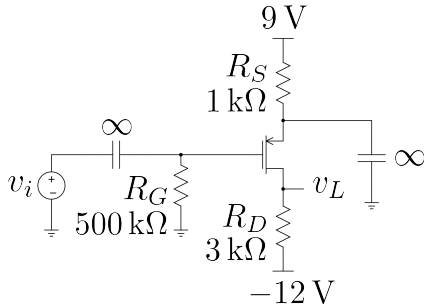 9 V
R_S
1 kΩ
∞
∞
+
−
v_i
R_G
500 kΩ
v_L
R_D
3 kΩ
−12 V